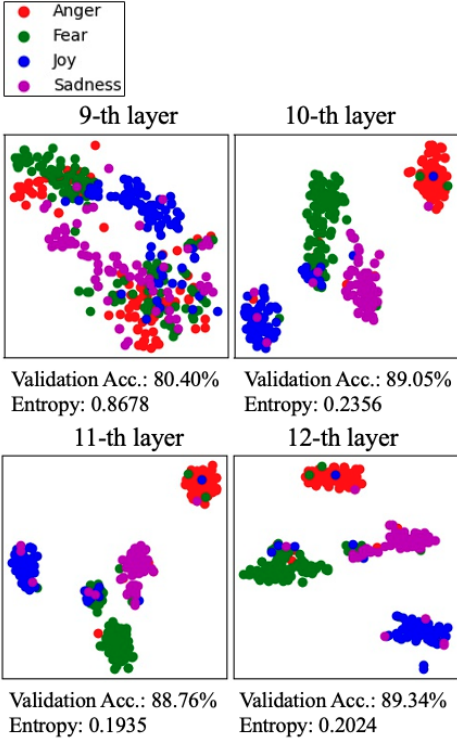 Anger
Fear
Joy
Sadness
9-th layer
10-th layer
Validation Acc.: 80.40%
Entropy: 0.8678
Validation Acc.: 89.05%
Entropy: 0.2356
11-th layer
12-th layer
Validation Acc.: 88.76%
Entropy: 0.1935
Validation Acc.: 89.34%
Entropy: 0.2024